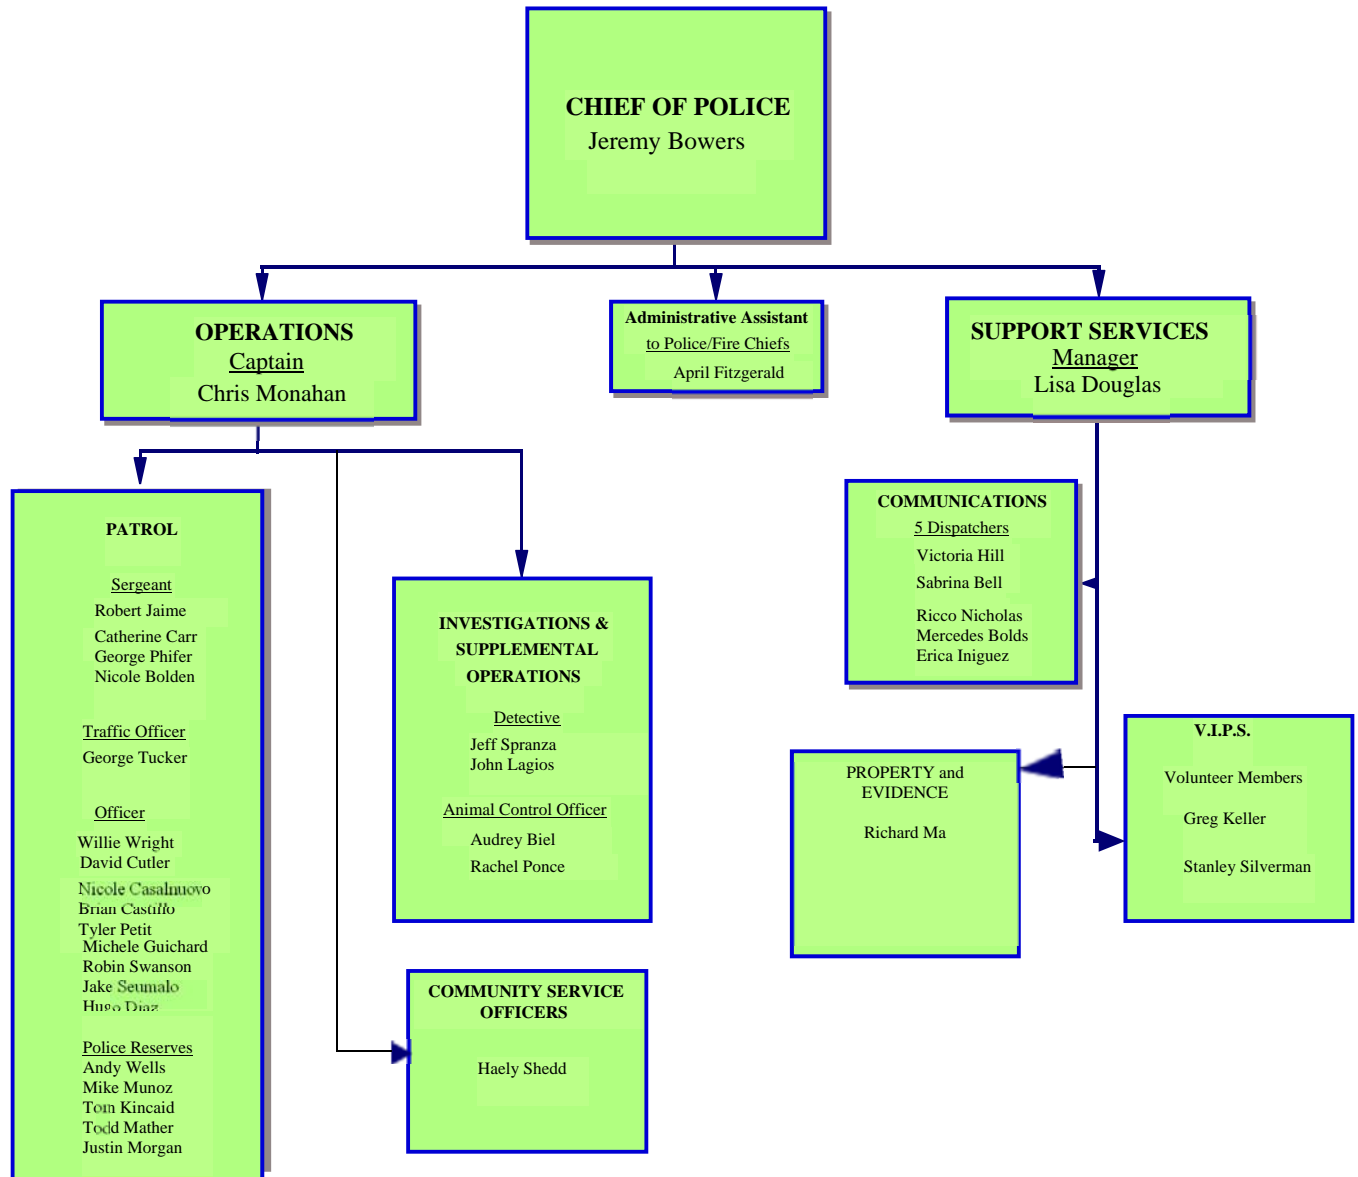 CHIEF OF POLICE
Jeremy Bowers
OPERATIONS
Captain
Chris Monahan
Administrative Assistant
to Police/Fire Chiefs
April Fitzgerald
SUPPORT SERVICES
Manager
Lisa Douglas
PATROL
Sergeant
Robert Jaime
Catherine Carr
George Phifer
Nicole Bolden
Traffic Officer
George Tucker
Officer
Willie Wright
David Cutler
Nicole Casalnuovo
Brian Castillo
Tyler Petit
Michele Guichard
Robin Swanson
Jake Seumalo
Hugo Diaz
Police Reserves
Andy Wells
Mike Munoz
Tom Kincaid
Todd Mather
Justin Morgan
INVESTIGATIONS &
SUPPLEMENTAL
OPERATIONS
Detective
Jeff Spranza
John Lagios
Animal Control Officer
Audrey Biel
Rachel Ponce
COMMUNITY SERVICE
OFFICERS
Haely Shedd
COMMUNICATIONS
5 Dispatchers
Victoria Hill
Sabrina Bell
Ricco Nicholas
Mercedes Bolds
Erica Iniguez
PROPERTY and
EVIDENCE
Richard Ma
V.I.P.S.
Volunteer Members
Greg Keller
Stanley Silverman